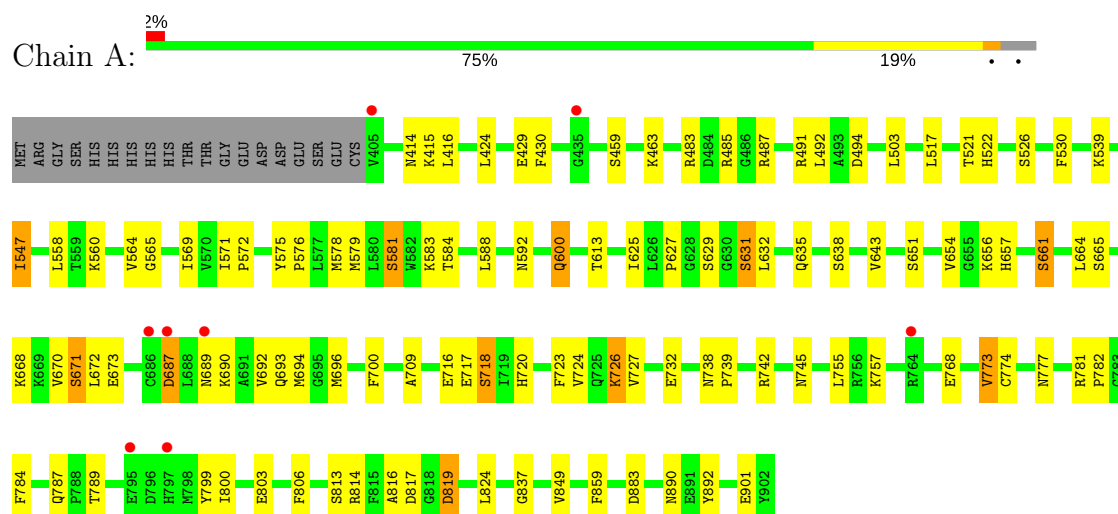 2%
Chain A:
75% 19% • •
MET ARG GLY SER HIS HIS HIS HIS HIS HIS THR THR GLY GLU ASP ASP GLU SER GLU CYS V405 N414 K415 L416 L424 E429 F430 G435 S459 K463 R483 D484 R485 G486 R487 R491 L492 A493 D494 L503 L517 T521 H522 S526 F530 K539
I547 L558 T559 K560 V564 G565 I569 V570 I571 P572 Y575 P576 L577 M578 M579 L580 S581 W582 K583 T584 L588 N592 Q600 T613 I625 L626 P627 G628 S629 G630 S631 L632 Q635 S638 V643 S651 V654 G655 K656 H657 S661 L664 S665
K668 K669 V670 S671 L672 E673 C686 D687 L688 N689 K690 A691 V692 Q693 M694 G695 M696 F700 A709 E716 E717 S718 I719 H720 F723 V724 Q725 K726 V727 E732 N738 P739 R742 N745 L755 R756 K757 R764 E768 V773 C774 N777 R781 P782 G783
F784 Q787 P788 T789 E795 D796 H797 M798 Y799 I800 E803 F806 S813 R814 F815 A816 D817 G818 D819 L824 G837 V849 F859 D883 N890 E891 Y892 E901 Y902